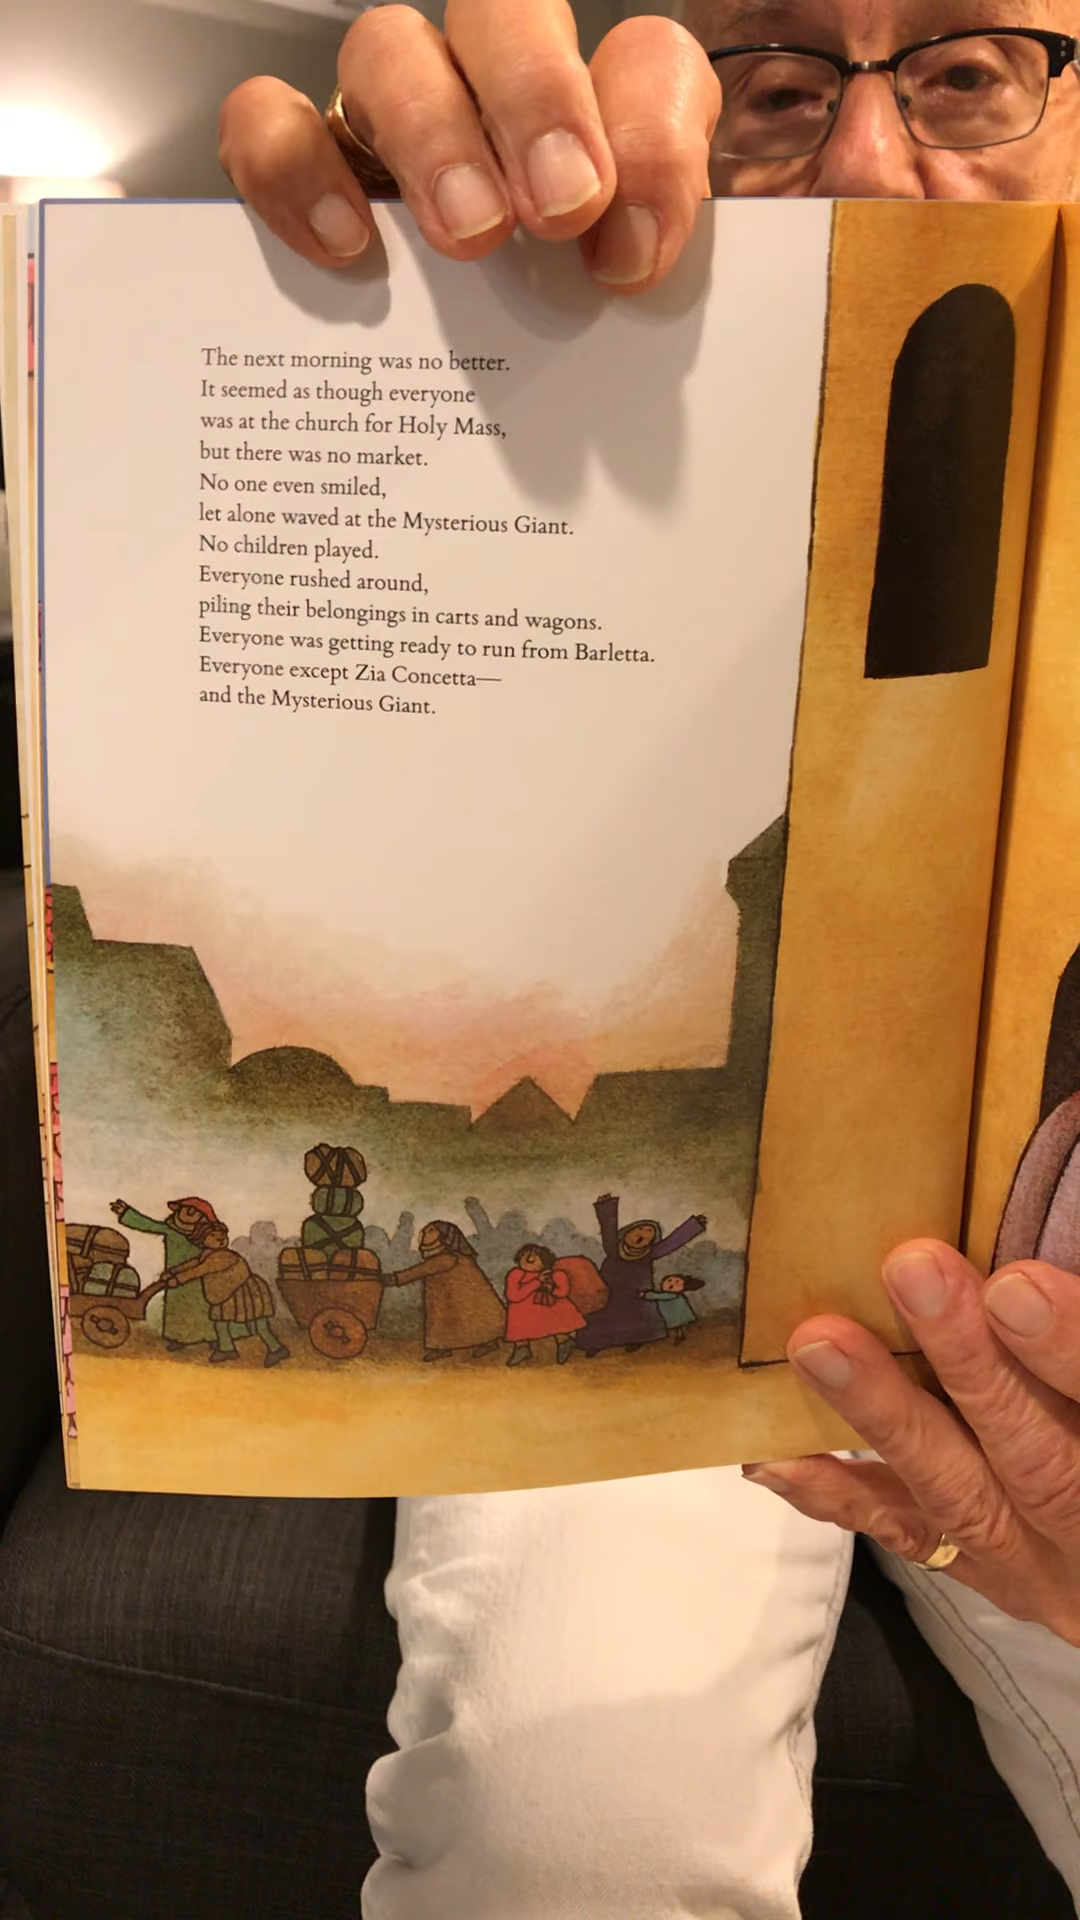 The next morning was no better.
It seemed as though everyone
was at the church for Holy Mass,
but there was no market.
No one even smiled,
let alone waved at the Mysterious Giant.
No children played.
Everyone rushed around,
piling their belongings in carts and wagons.
Everyone was getting ready to run from Barletta.
Everyone except Zia Concetta—
and the Mysterious Giant.